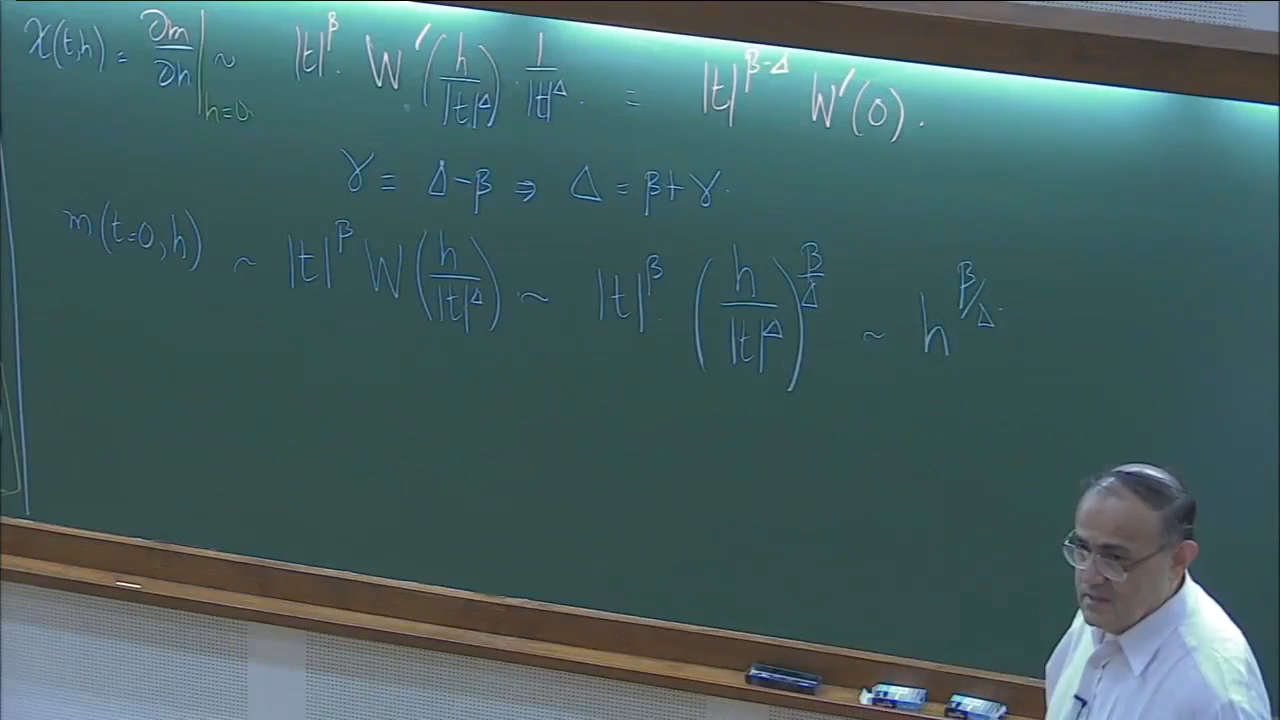 χ(t,h) = ∂m/∂h|_{h=0} ~ |t|^β · W′(h/|t|^Δ) · 1/|t|^Δ = |t|^{β-Δ} W′(0).
γ = Δ-β ⇒ Δ = β+γ.
m(t=0,h) ~ |t|^β W(h/|t|^Δ) ~ |t|^β (h/|t|^Δ)^{β/Δ} ~ h^{β/Δ}.